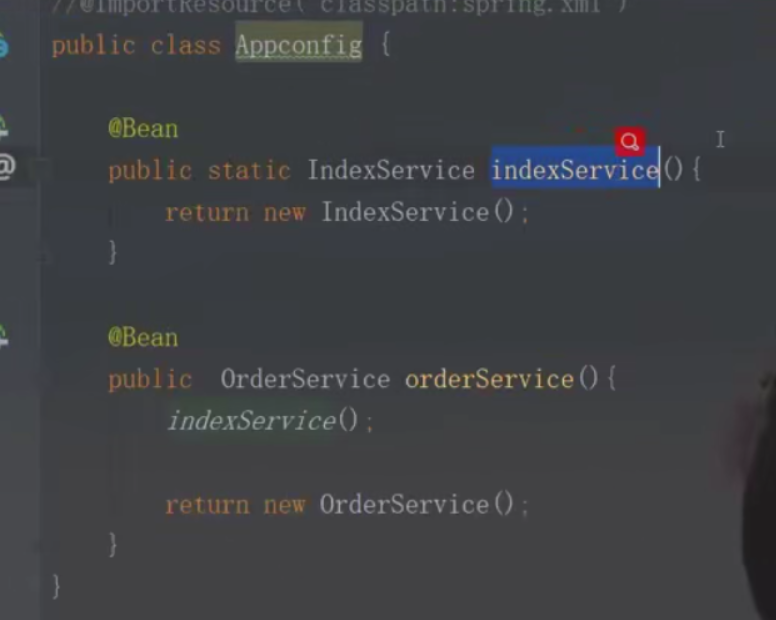 //@ImportResource("classpath:spring.xml")
public class Appconfig {
@Bean
public static IndexService indexService(){
return new IndexService();
}
@Bean
public  OrderService orderService(){
indexService();
return new OrderService();
}
}